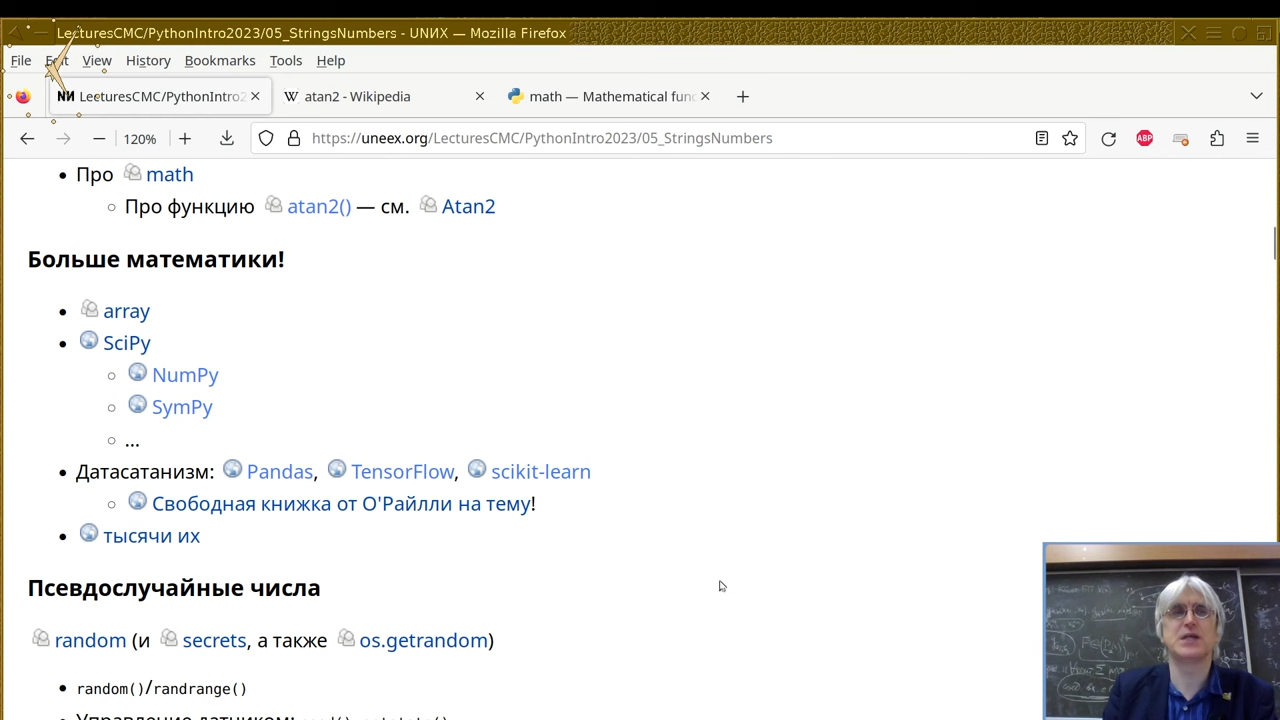 LecturesCMC/PythonIntro2023/05_StringsNumbers - UNИX — Mozilla Firefox
File Edit View History Bookmarks Tools Help
LecturesCMC/PythonIntro2 atan2 - Wikipedia math — Mathematical fun
120% https://uneex.org/LecturesCMC/PythonIntro2023/05_StringsNumbers ABP
• Про math
○ Про функцию atan2() — см. Atan2
Больше математики!
• array
• SciPy
○ NumPy
○ SymPy
○ ...
• Датасатанизм: Pandas, TensorFlow, scikit-learn
○ Свободная книжка от О'Райлли на тему!
• тысячи их
Псевдослучайные числа
random (и secrets, а также os.getrandom)
• random()/randrange()